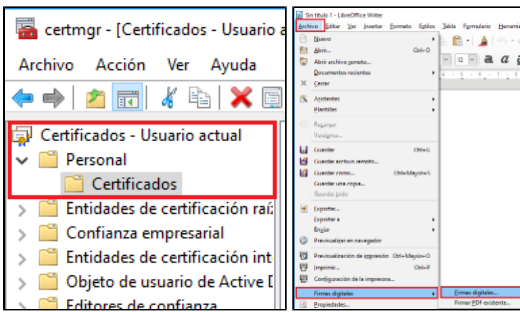 certmgr - [Certificados - Usuario a
Archivo Acción Ver Ayuda
Certificados - Usuario actual
Personal
Certificados
Entidades de certificación raíz
Confianza empresarial
Entidades de certificación int
Objeto de usuario de Active D
Editores de confianza
Sin título 1 - LibreOffice Writer
Archivo Editar Ver Insertar Formato Estilos Tabla Formulario Herramie
Nuevo
Abrir... Ctrl+O
Abrir archivo remoto...
Documentos recientes
Cerrar
Asistentes
Plantillas
Recargar
Versiones...
Guardar Ctrl+G
Guardar archivo remoto...
Guardar como... Ctrl+Mayús+S
Guardar una copia...
Guardar todo
Exportar...
Exportar a
Enviar
Previsualizar en navegador
Previsualización de impresión Ctrl+Mayús+O
Imprimir... Ctrl+P
Configuración de la impresora...
Firmas digitales
Firmas digitales...
Propiedades...
Firmar PDF existente...